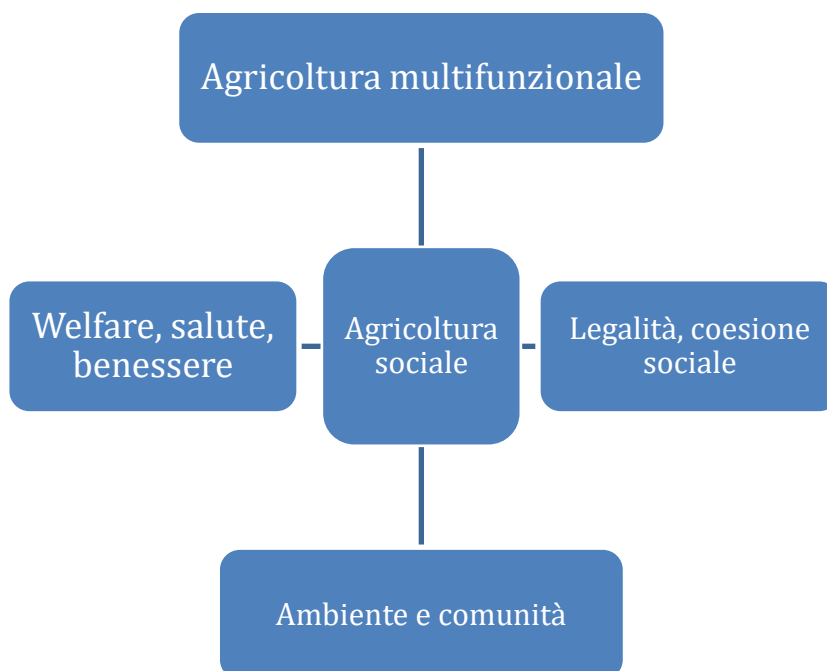 Agricoltura multifunzionale
Welfare, salute,
benessere
Agricoltura
sociale
Legalità, coesione
sociale
Ambiente e comunità